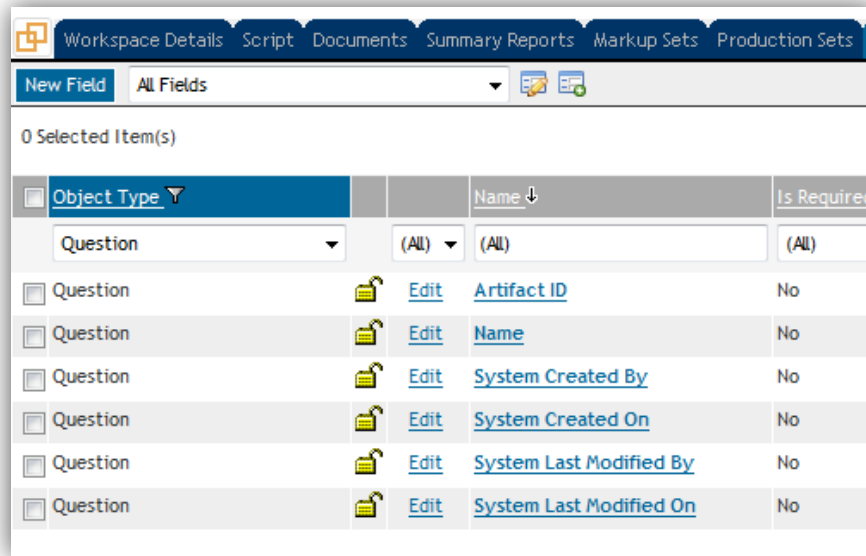 Workspace Details Script Documents Summary Reports Markup Sets Production Sets
New Field All Fields
0 Selected Item(s)
Object Type Name Is Required
Question (All) (All) (All)
Question Edit Artifact ID No
Question Edit Name No
Question Edit System Created By No
Question Edit System Created On No
Question Edit System Last Modified By No
Question Edit System Last Modified On No